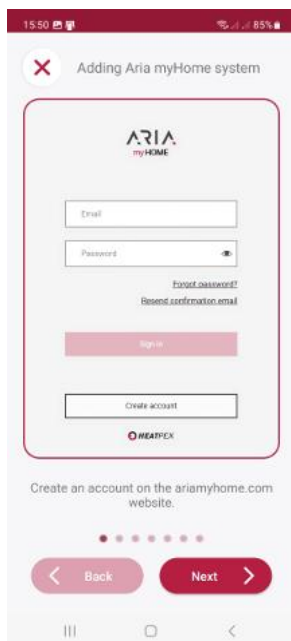 15:50 85%
Adding Aria myHome system
ARIA
myHOME
Email
Password
Forgot password?
Resend confirmation email
Sign in
Create account
HEATPEX
Create an account on the ariamyhome.com
website.
Back Next